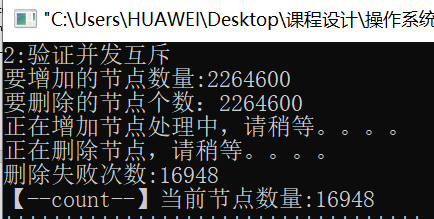 "C:\Users\HUAWEI\Desktop\课程设计\操作系统
2:验证并发互斥
要增加的节点数量:2264600
要删除的节点个数：2264600
正在增加节点处理中，请稍等。。。。
正在删除节点，请稍等。。。。
删除失败次数:16948
【--count--】当前节点数量:16948